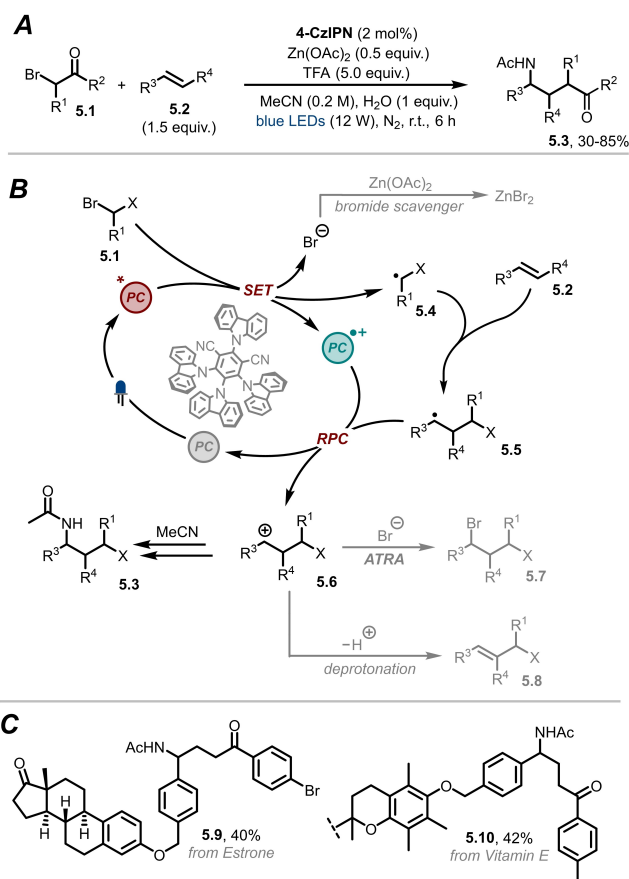 A
4-CzIPN (2 mol%)
Zn(OAc)₂ (0.5 equiv.)
TFA (5.0 equiv.)
MeCN (0.2 M), H₂O (1 equiv.)
blue LEDs (12 W), N₂, r.t., 6 h
Br
O
R²
R¹
5.1
+
R³
R⁴
5.2
(1.5 equiv.)
AcHN
R¹
R²
R³
R⁴
O
5.3, 30-85%
B
Br
X
R¹
5.1
Br⊖
Zn(OAc)₂
bromide scavenger
ZnBr₂
*
PC
SET
X
R¹
5.4
R³
R⁴
5.2
NC
CN
N
N
N
N
PC•+
PC
RPC
R³
R¹
R⁴
X
5.5
O
NH
R¹
R³
X
R⁴
5.3
MeCN
⊕
R¹
R³
X
R⁴
5.6
Br⊖
ATRA
Br
R¹
R³
X
R⁴
5.7
−H⊕
deprotonation
R¹
R³
X
R⁴
5.8
C
O
H
H
H
O
AcHN
O
Br
5.9, 40%
from Estrone
O
O
NHAc
O
5.10, 42%
from Vitamin E